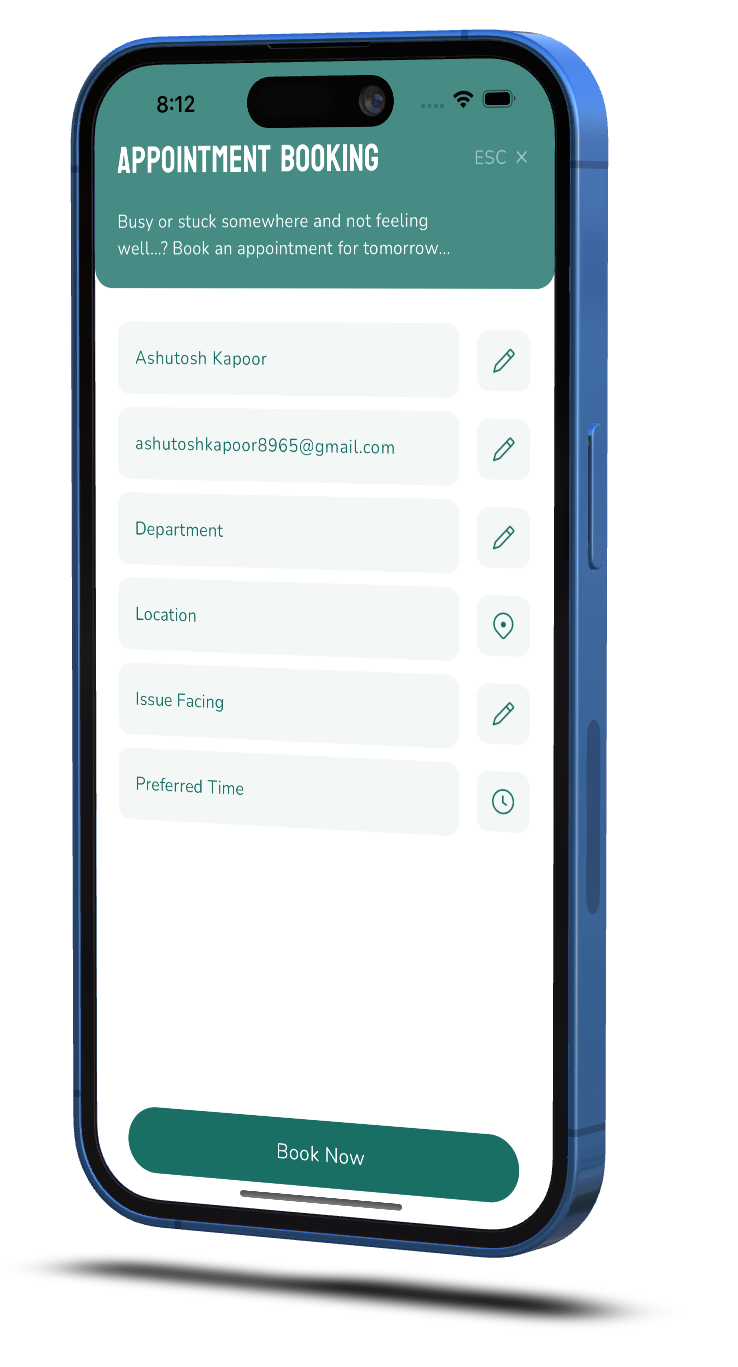 8:12
APPOINTMENT BOOKING
ESC ×
Busy or stuck somewhere and not feeling
well...? Book an appointment for tomorrow...
Ashutosh Kapoor
ashutoshkapoor8965@gmail.com
Department
Location
Issue Facing
Preferred Time
Book Now